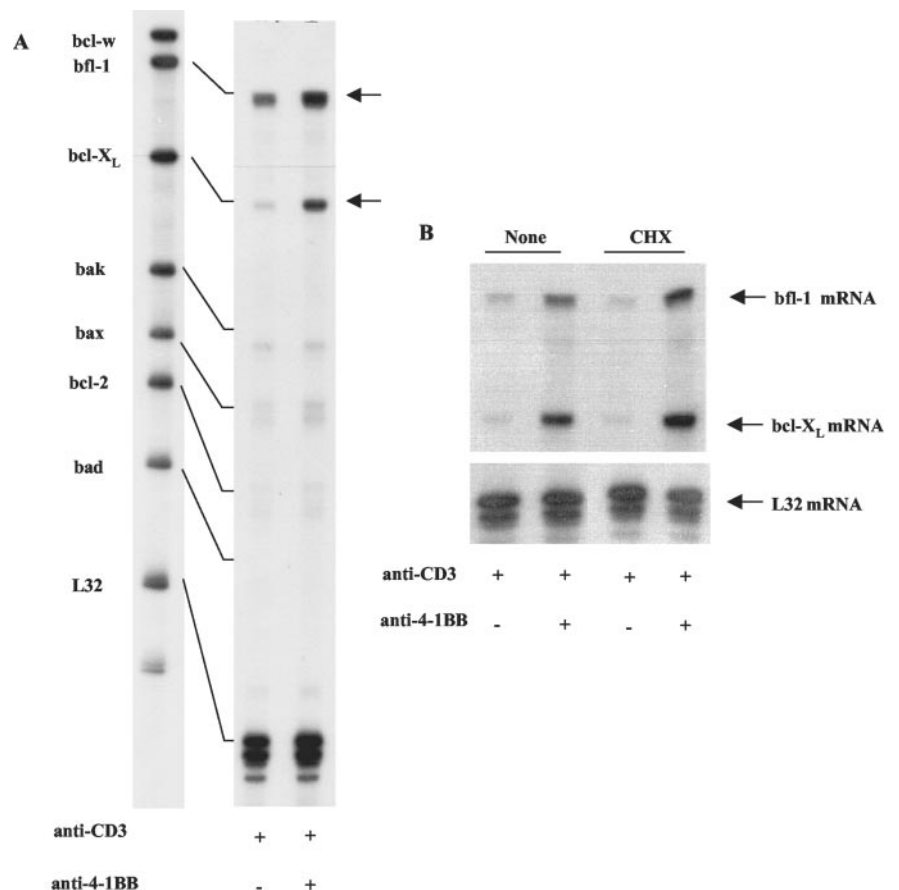 A
bcl-w
bfl-1
bcl-XL
bak
bax
bcl-2
bad
L32
anti-CD3 + +
anti-4-1BB - +
B
None CHX
bfl-1 mRNA
bcl-XL mRNA
L32 mRNA
anti-CD3 + + + +
anti-4-1BB - + - +